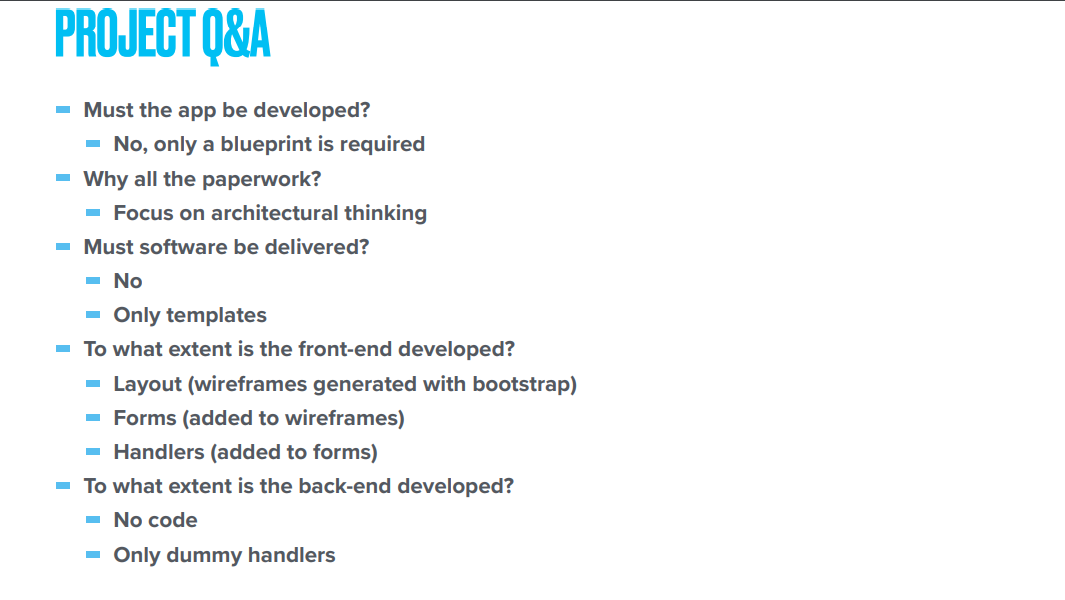 PROJECT Q&A
Must the app be developed?
No, only a blueprint is required
Why all the paperwork?
Focus on architectural thinking
Must software be delivered?
No
Only templates
To what extent is the front-end developed?
Layout (wireframes generated with bootstrap)
Forms (added to wireframes)
Handlers (added to forms)
To what extent is the back-end developed?
No code
Only dummy handlers